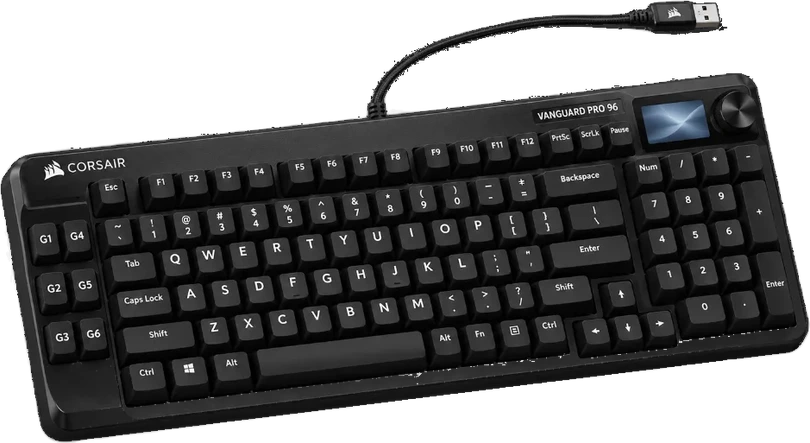 VANGUARD PRO 96
CORSAIR
Esc F1 F2 F3 F4 F5 F6 F7 F8 F9 F10 F11 F12 PrtSc ScrLk Pause
~ ` ! 1 @ 2 # 3 $ 4 % 5 ^ 6 & 7 * 8 ( 9 ) 0 Backspace Num / * -
G1 G4 Tab Q W E R T Y U I O P [ { ] } | \ 7 8 9 +
G2 G5 Caps Lock A S D F G H J K L : ; " ' Enter 4 5 6
G3 G6 Shift Z X C V B N M < , > . ? / Shift 1 2 3 Enter
Ctrl Alt Alt Fn Ctrl 0 .